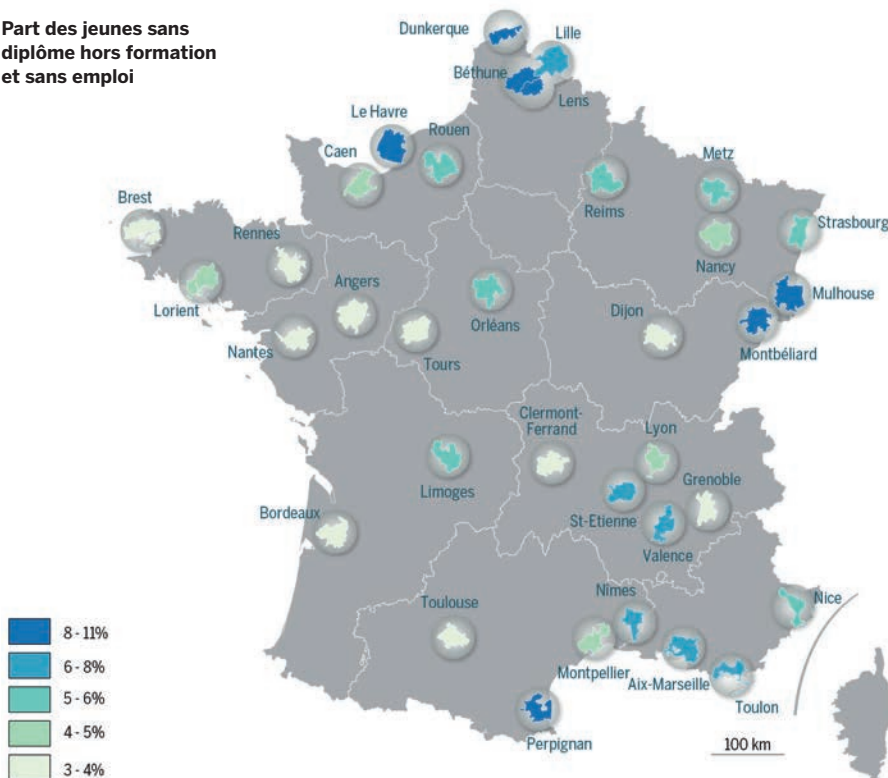 Part des jeunes sans
diplôme hors formation
et sans emploi
Dunkerque
Lille
Béthune
Lens
Le Havre
Rouen
Caen
Metz
Reims
Brest
Rennes
Strasbourg
Nancy
Angers
Lorient
Mulhouse
Orléans
Dijon
Nantes
Tours
Montbéliard
Clermont-
Ferrand
Lyon
Grenoble
Limoges
Bordeaux
St-Etienne
Valence
Nîmes
Nice
Toulouse
Montpellier
Aix-Marseille
Toulon
Perpignan
100 km
8 - 11%
6 - 8%
5 - 6%
4 - 5%
3 - 4%